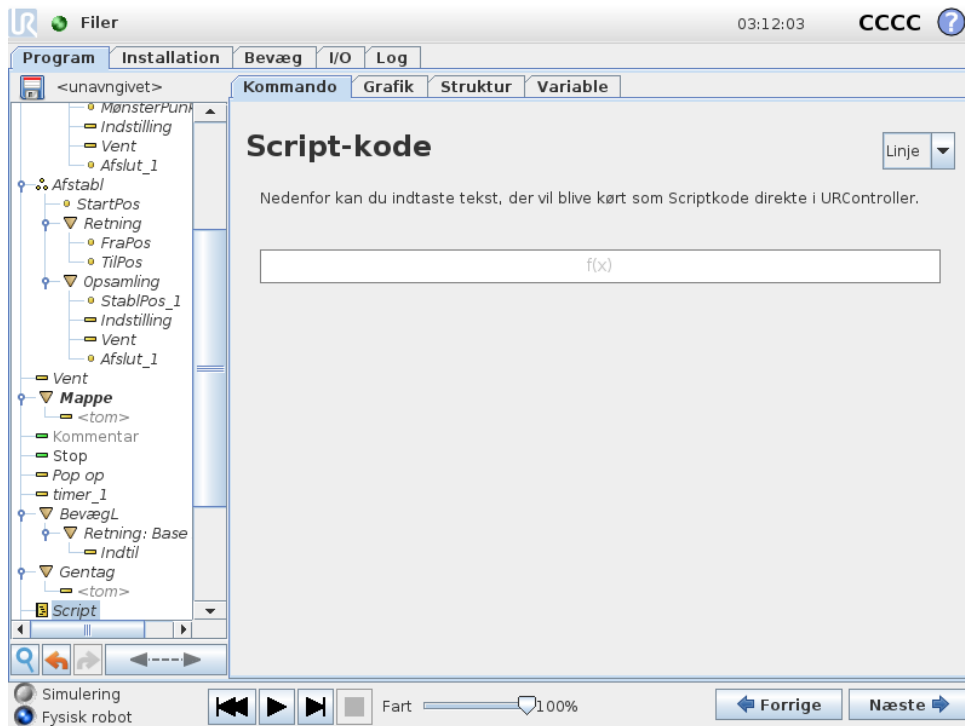 UR Filer 03:12:03 CCCC ?
Program Installation Bevæg I/O Log
<unavngivet>
Kommando Grafik Struktur Variable
MønsterPunk
Indstilling
Vent
Afslut_1
Afstabl
StartPos
Retning
FraPos
TilPos
Opsamling
StablPos_1
Indstilling
Vent
Afslut_1
Vent
Mappe
<tom>
Kommentar
Stop
Pop op
timer_1
BevægL
Retning: Base
Indtil
Gentag
<tom>
Script
Script-kode
Linje
Nedenfor kan du indtaste tekst, der vil blive kørt som Scriptkode direkte i URController.
f(x)
Simulering
Fysisk robot
Fart 100%
Forrige Næste